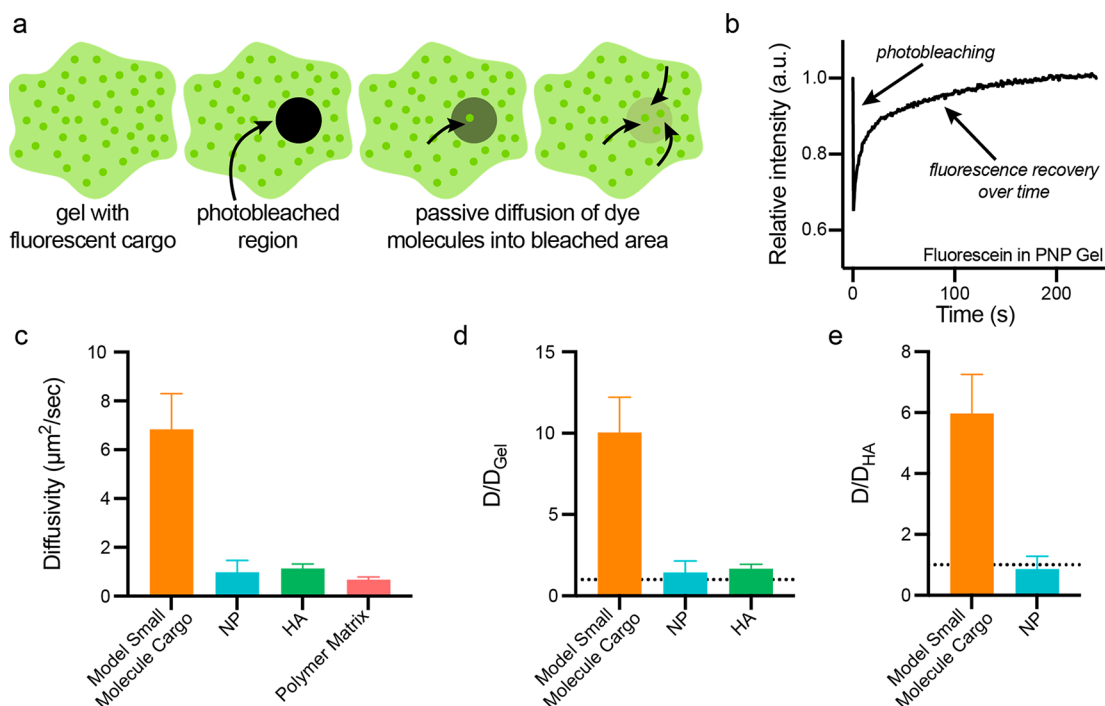 a
gel with
fluorescent cargo
photobleached
region
passive diffusion of dye
molecules into bleached area
b
Relative intensity (a.u.)
1.0
0.8
0.6
photobleaching
fluorescence recovery
over time
Fluorescein in PNP Gel
0
100
200
Time (s)
c
Diffusivity (μm²/sec)
10
8
6
4
2
0
Model Small
Molecule Cargo
NP
HA
Polymer Matrix
d
D/D_Gel
15
10
5
0
Model Small
Molecule Cargo
NP
HA
e
D/D_HA
8
6
4
2
0
Model Small
Molecule Cargo
NP